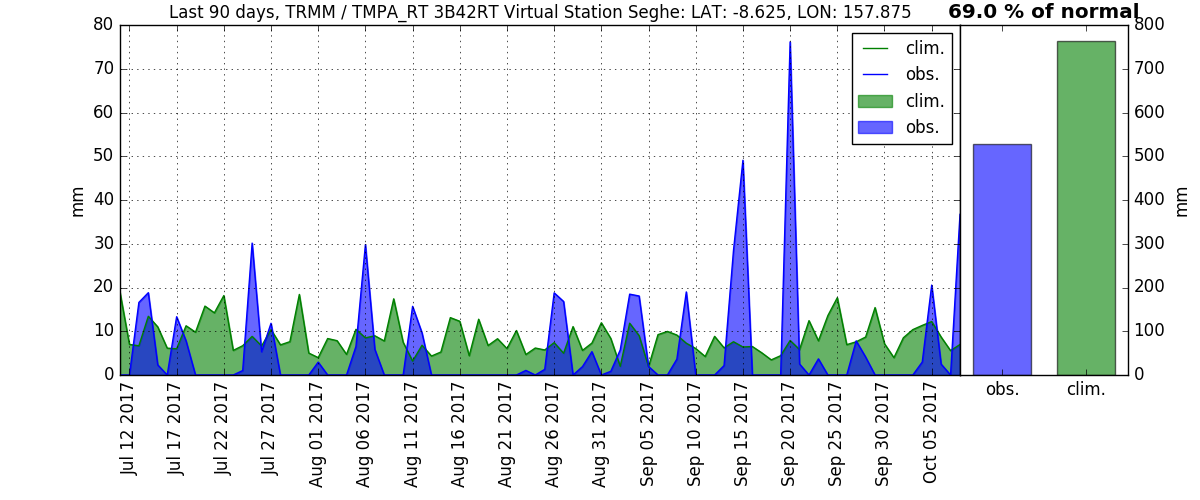 Last 90 days, TRMM / TMPA_RT 3B42RT Virtual Station Seghe: LAT: -8.625, LON: 157.875
69.0 % of normal
80
70
60
50
40
30
20
10
0
mm
clim.
obs.
clim.
obs.
Jul 12 2017
Jul 17 2017
Jul 22 2017
Jul 27 2017
Aug 01 2017
Aug 06 2017
Aug 11 2017
Aug 16 2017
Aug 21 2017
Aug 26 2017
Aug 31 2017
Sep 05 2017
Sep 10 2017
Sep 15 2017
Sep 20 2017
Sep 25 2017
Sep 30 2017
Oct 05 2017
800
700
600
500
400
300
200
100
0
mm
obs.
clim.